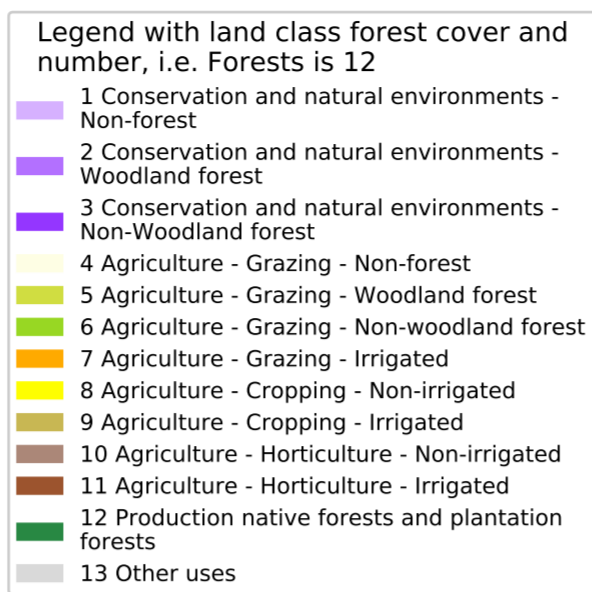 Legend with land class forest cover and
number, i.e. Forests is 12
1 Conservation and natural environments -
Non-forest
2 Conservation and natural environments -
Woodland forest
3 Conservation and natural environments -
Non-Woodland forest
4 Agriculture - Grazing - Non-forest
5 Agriculture - Grazing - Woodland forest
6 Agriculture - Grazing - Non-woodland forest
7 Agriculture - Grazing - Irrigated
8 Agriculture - Cropping - Non-irrigated
9 Agriculture - Cropping - Irrigated
10 Agriculture - Horticulture - Non-irrigated
11 Agriculture - Horticulture - Irrigated
12 Production native forests and plantation
forests
13 Other uses